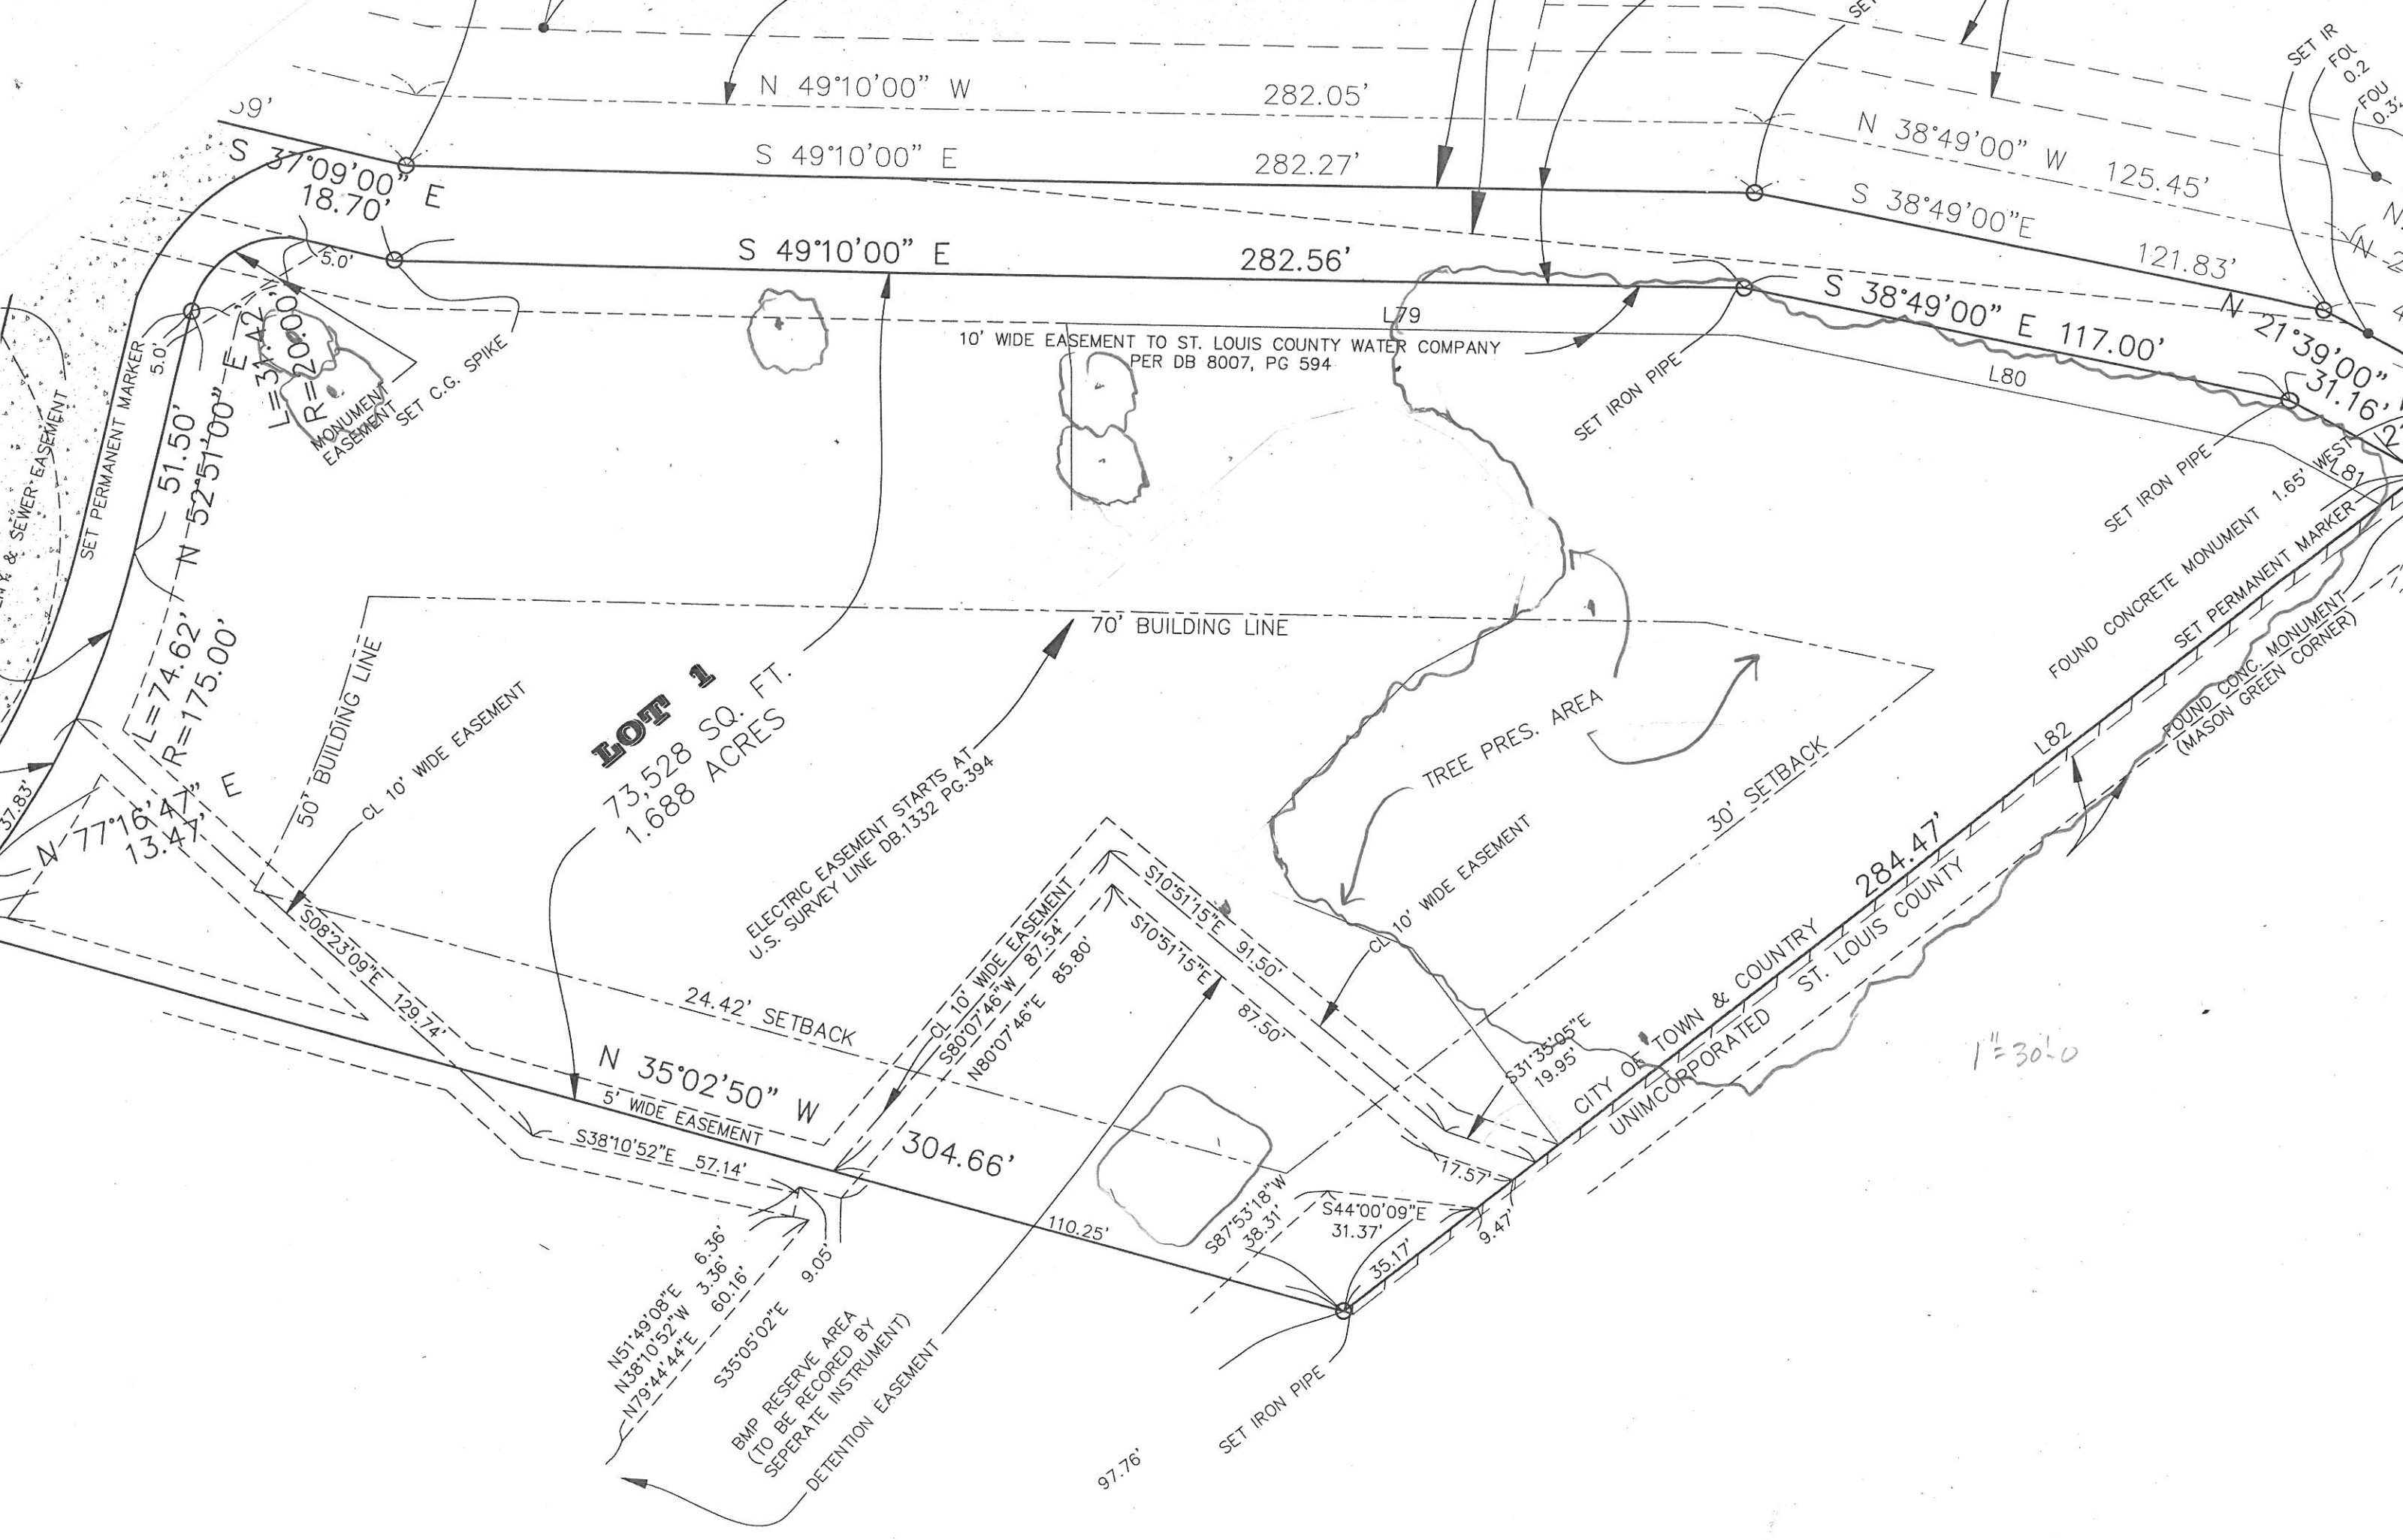 SET IR
N 49°10'00" W 282.05'
S 49°10'00" E 282.27'
N 38°49'00" W 125.45'
S 38°49'00"E 121.83'
S 37°09'00" E
18.70'
S 49°10'00" E 282.56'
S 38°49'00" E 117.00'
N 21°39'00"
31.16'
5.0'
5.0'
L79
10' WIDE EASEMENT TO ST. LOUIS COUNTY WATER COMPANY
PER DB 8007, PG 594
L80
L81
SET IRON PIPE
SET IRON PIPE
R=20.00'
MONUMENT
EASEMENT
SET C.G. SPIKE
SET PERMANENT MARKER
& SEWER EASEMENT
51.50'
N 52°51'00" E
L=74.62'
R=175.00'
FOUND CONCRETE MONUMENT 1.65' WEST
SET PERMANENT MARKER
FOUND CONC. MONUMENT
(MASON GREEN CORNER)
70' BUILDING LINE
50' BUILDING LINE
CL 10' WIDE EASEMENT
LOT 1
73,528 SQ. FT.
1.688 ACRES
ELECTRIC EASEMENT STARTS AT
U.S. SURVEY LINE DB.1332 PG.394
TREE PRES. AREA
30' SETBACK
L82
37.83'
N 77°16'47" E
13.47'
CL 10' WIDE EASEMENT
284.47'
S10°51'15"E 91.50'
S10°51'15"E 87.50'
CL 10' WIDE EASEMENT
S80°07'46"W 87.54'
N80°07'46"E 85.80'
S08°23'09"E 129.74'
24.42' SETBACK
CITY OF TOWN & COUNTRY
UNIMCORPORATED ST. LOUIS COUNTY
S31°35'05"E
19.95'
1"=30'-0
N 35°02'50" W
5' WIDE EASEMENT
304.66'
S38°10'52"E 57.14'
17.57'
S87°53'18"W
38.31'
S44°00'09"E
31.37'
9.47'
35.17'
110.25'
N51°49'08"E 6.36'
N38°10'52"W 3.36'
N79°44'44"E 60.16'
S35°05'02"E 9.05'
BMP RESERVE AREA
(TO BE RECORED BY
SEPERATE INSTRUMENT)
DETENTION EASEMENT
SET IRON PIPE
97.76'